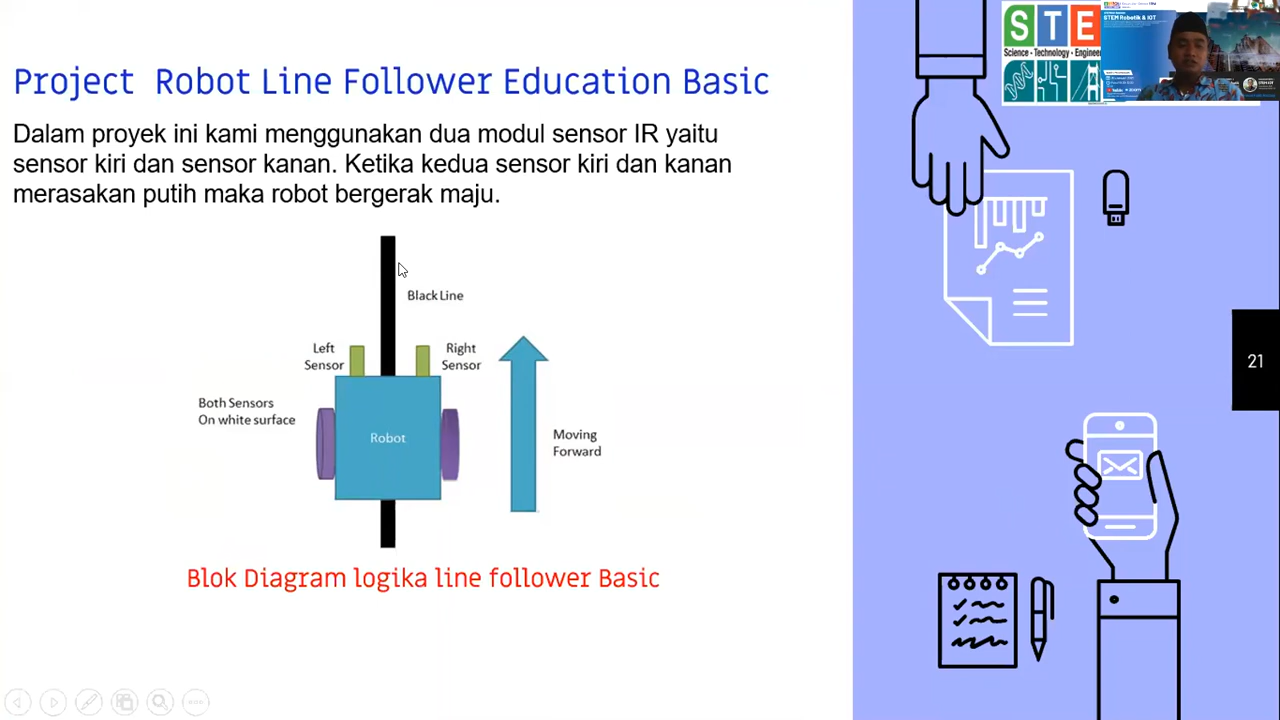 Project Robot Line Follower Education Basic
Dalam proyek ini kami menggunakan dua modul sensor IR yaitu
sensor kiri dan sensor kanan. Ketika kedua sensor kiri dan kanan
merasakan putih maka robot bergerak maju.
Black Line
Left
Sensor
Right
Sensor
Both Sensors
On white surface
Robot
Moving
Forward
Blok Diagram logika line follower Basic
STE
Science - Technology - Engineer
STEM Robotik & IOT
21